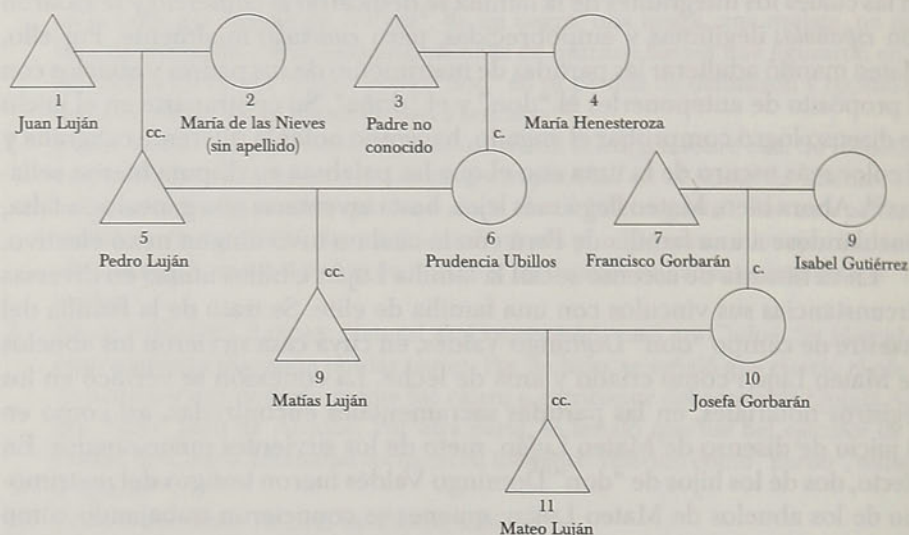 1
Juan Luján
cc.
2
María de las Nieves
(sin apellido)
3
Padre no
conocido
c.
4
María Henesteroza
5
Pedro Luján
cc.
6
Prudencia Ubillos
7
Francisco Gorbarán
c.
9
Isabel Gutiérrez
9
Matías Luján
cc.
10
Josefa Gorbarán
11
Mateo Luján